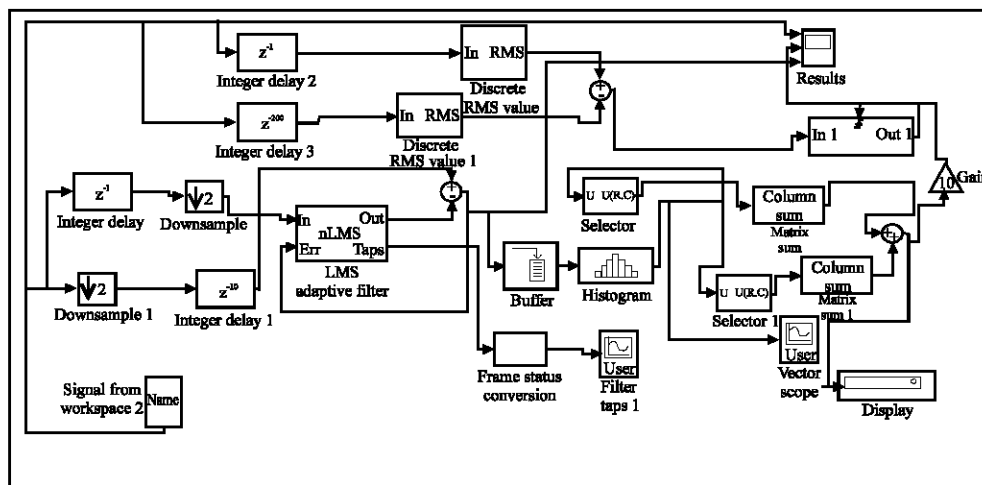 z-1
Integer delay 2
In RMS
Discrete
RMS value
Results
z-200
Integer delay 3
In RMS
Discrete
RMS value 1
In 1 Out 1
z-1
Integer delay
2
Downsample
In Out
nLMS
Err Taps
LMS
adaptive filter
U U(R,C)
Selector
Column
sum
Matrix
sum
10
Gain
2
Downsample 1
z-10
Integer delay 1
Buffer
Histogram
U U(R,C)
Selector 1
Column
sum
Matrix
sum 1
Frame status
conversion
User
Filter
taps 1
User
Vector
scope
Display
Signal from
workspace 2
Name